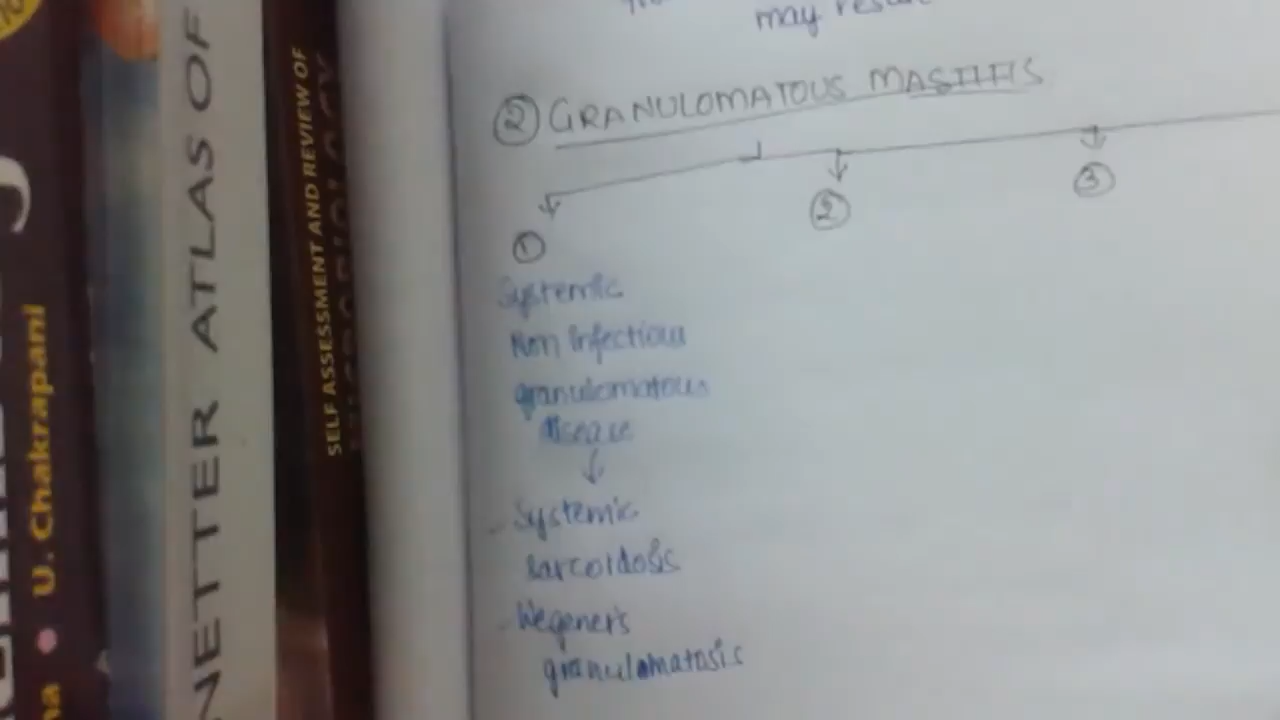 may resul
② GRANULOMATOUS MASTITIS
① ② ③
Systemic
Non Infectious
granulomatous
disease
- Systemic
sarcoidosis
- Wegener's
granulomatosis
U. Chakrapani
NETTER ATLAS OF
SELF ASSESSMENT AND REVIEW OF